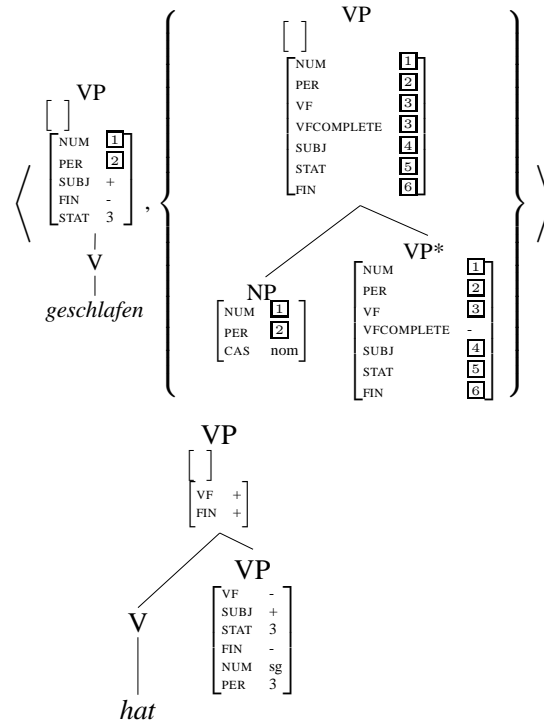 VP
[ ]
NUM 1
PER 2
SUBJ +
FIN -
STAT 3
V
geschlafen
,
VP
[ ]
NUM 1
PER 2
VF 3
VFCOMPLETE 3
SUBJ 4
STAT 5
FIN 6
NP
NUM 1
PER 2
CAS nom
VP*
NUM 1
PER 2
VF 3
VFCOMPLETE -
SUBJ 4
STAT 5
FIN 6
VP
[ ]
VF +
FIN +
V
hat
VP
VF -
SUBJ +
STAT 3
FIN -
NUM sg
PER 3